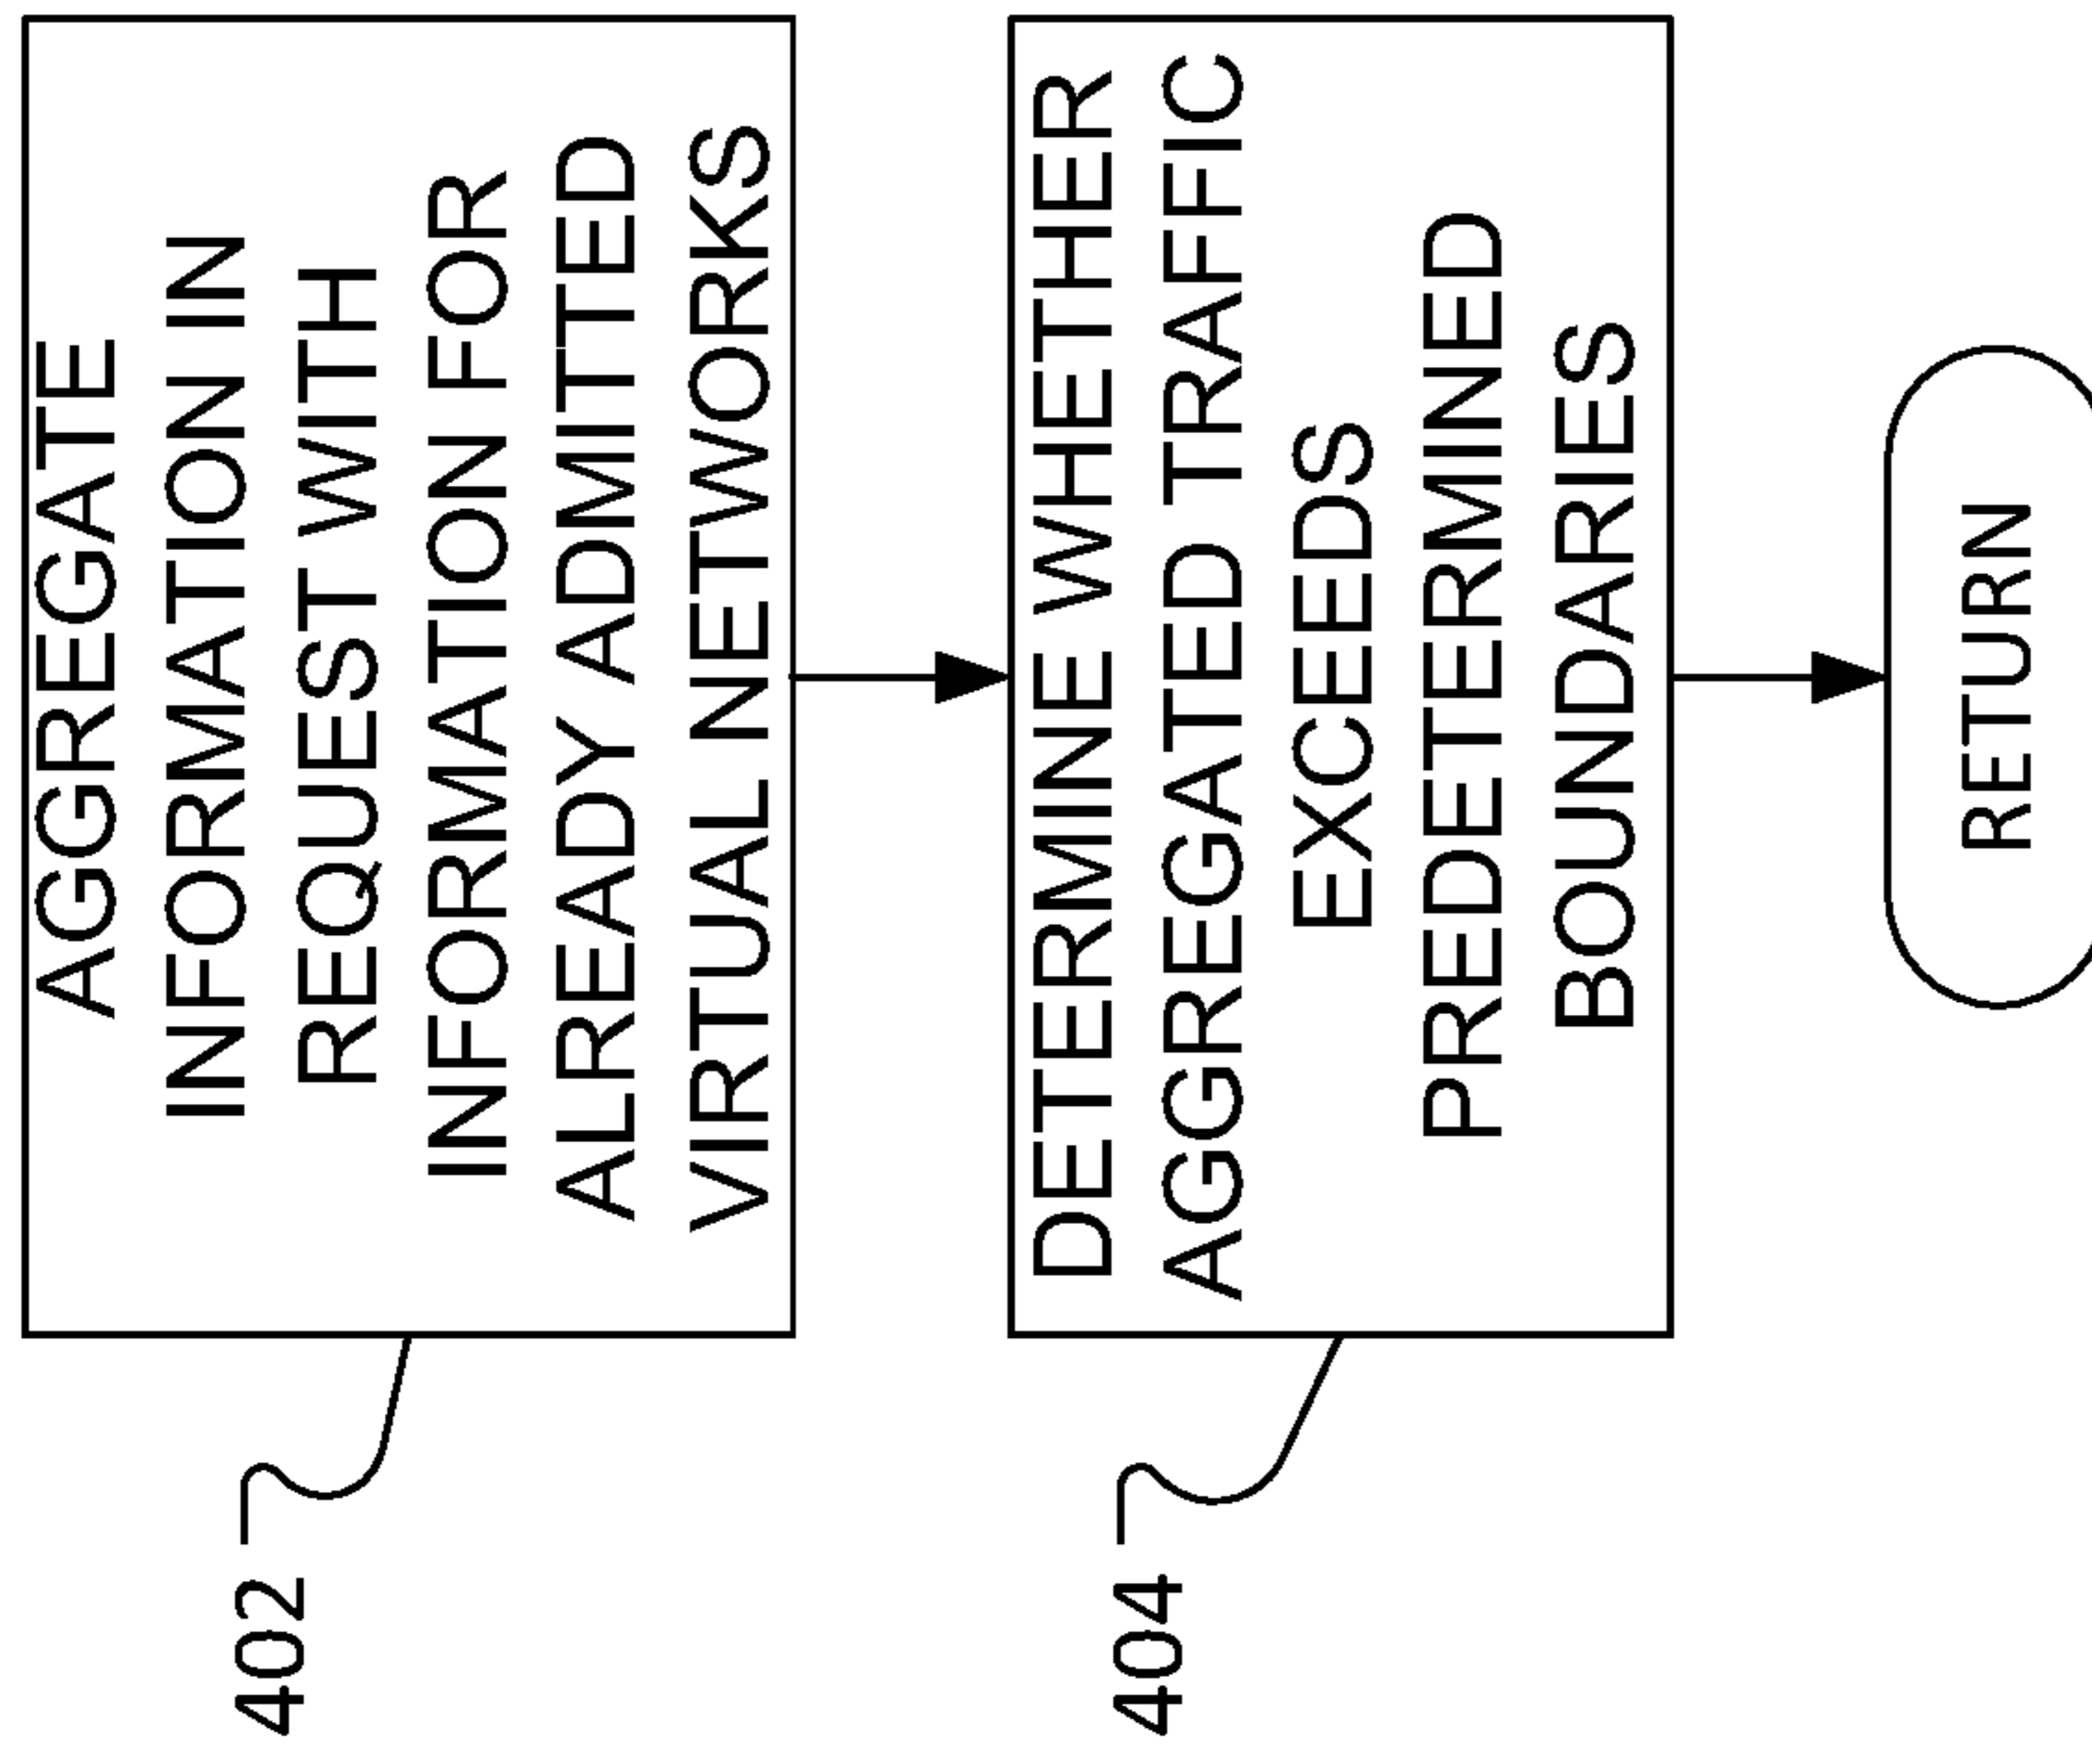 AGGREGATE
INFORMATION IN
REQUEST WITH
INFORMATION FOR
ALREADY ADMITTED
VIRTUAL NETWORKS
402
DETERMINE WHETHER
AGGREGATED TRAFFIC
EXCEEDS
PREDETERMINED
BOUNDARIES
404
RETURN